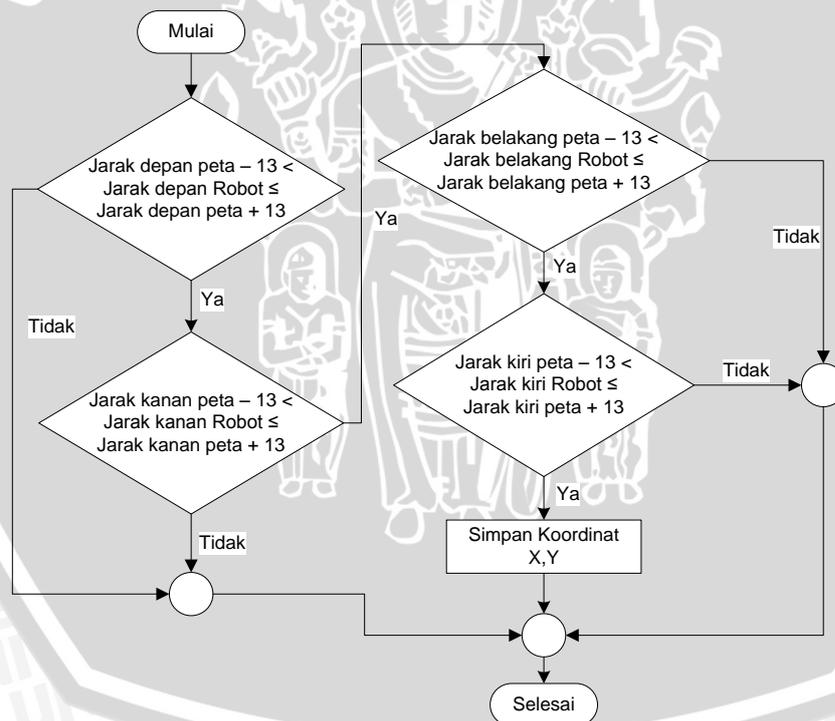 Mulai
Jarak depan peta – 13 <
Jarak depan Robot ≤
Jarak depan peta + 13
Ya
Tidak
Jarak kanan peta – 13 <
Jarak kanan Robot ≤
Jarak kanan peta + 13
Tidak
Ya
Jarak belakang peta – 13 <
Jarak belakang Robot ≤
Jarak belakang peta + 13
Tidak
Ya
Jarak kiri peta – 13 <
Jarak kiri Robot ≤
Jarak kiri peta + 13
Tidak
Ya
Simpan Koordinat
X,Y
Selesai